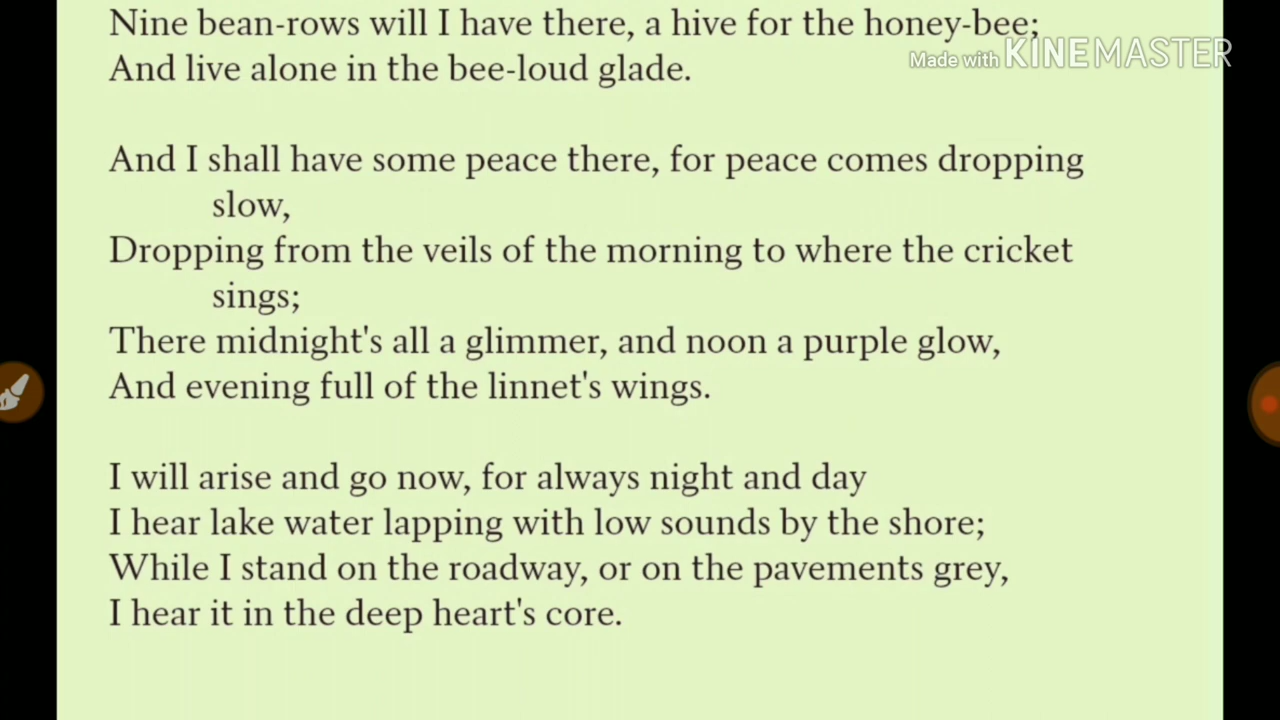 Nine bean-rows will I have there, a hive for the honey-bee;
Made with KINEMASTER
And live alone in the bee-loud glade.
And I shall have some peace there, for peace comes dropping
slow,
Dropping from the veils of the morning to where the cricket
sings;
There midnight's all a glimmer, and noon a purple glow,
And evening full of the linnet's wings.
I will arise and go now, for always night and day
I hear lake water lapping with low sounds by the shore;
While I stand on the roadway, or on the pavements grey,
I hear it in the deep heart's core.